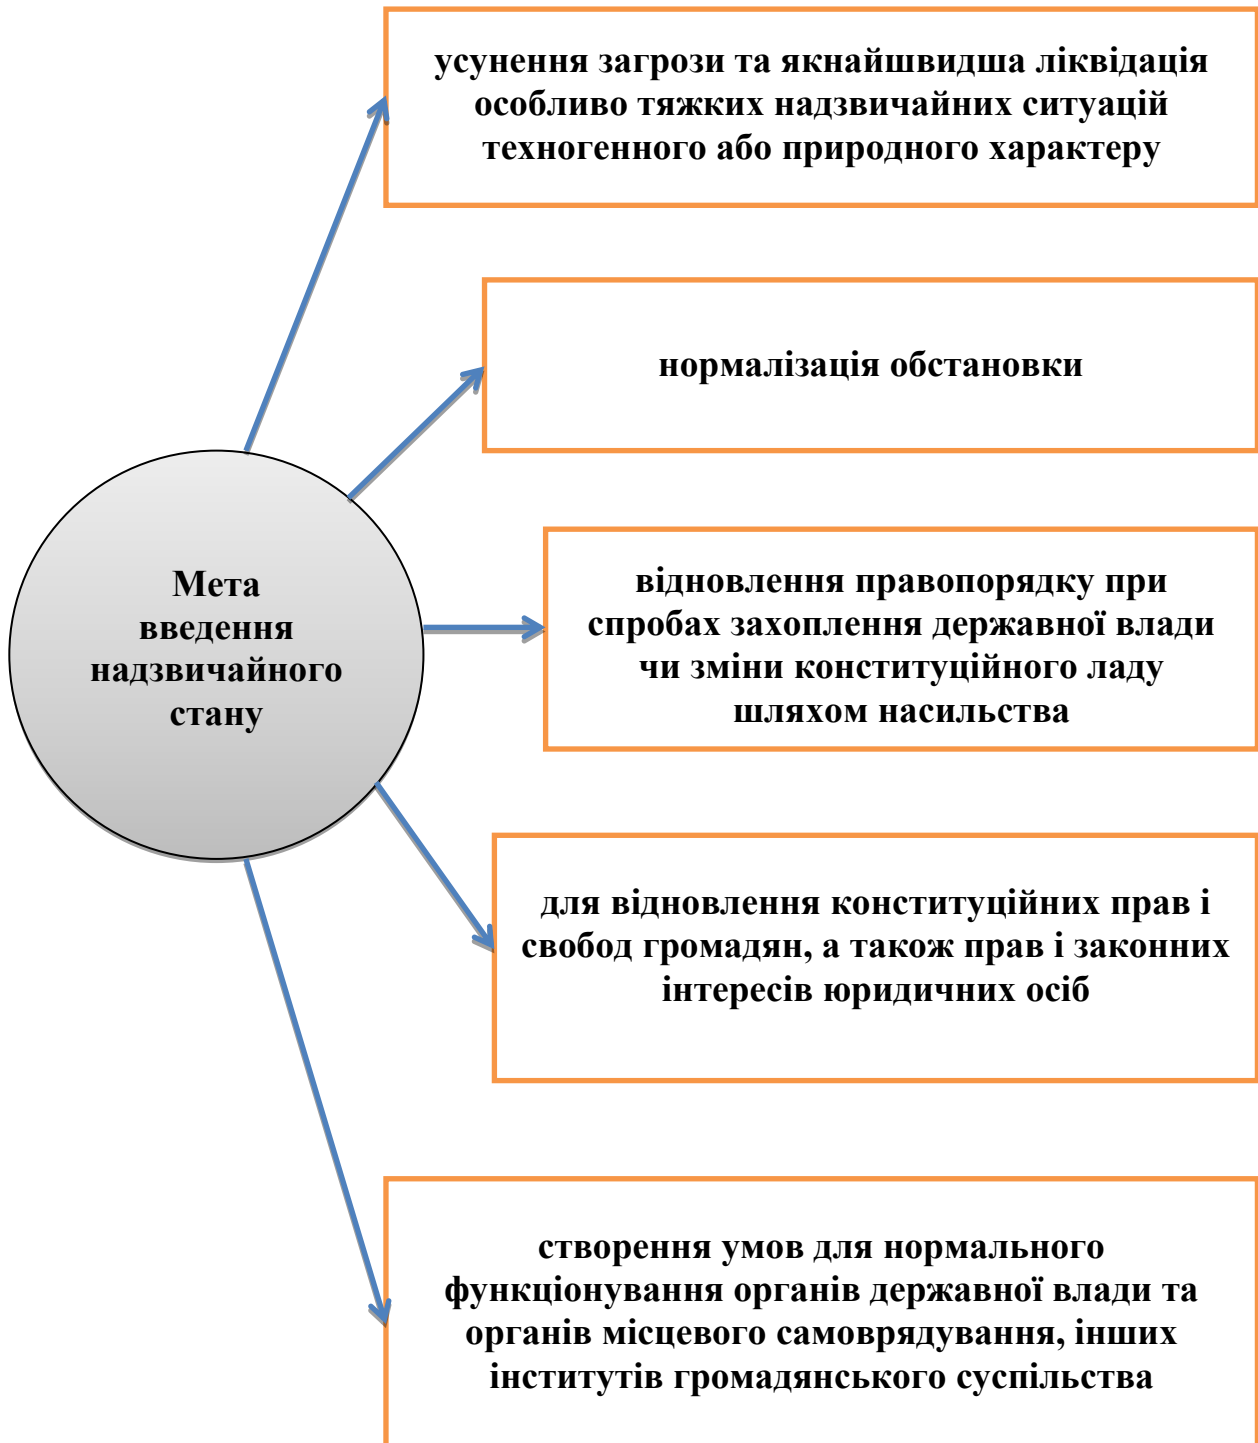 усунення загрози та якнайшвидша ліквідація
особливо тяжких надзвичайних ситуацій
техногенного або природного характеру
нормалізація обстановки
Мета
введення
надзвичайного
стану
відновлення правопорядку при
спробах захоплення державної влади
чи зміни конституційного ладу
шляхом насильства
для відновлення конституційних прав і
свобод громадян, а також прав і законних
інтересів юридичних осіб
створення умов для нормального
функціонування органів державної влади та
органів місцевого самоврядування, інших
інститутів громадянського суспільства